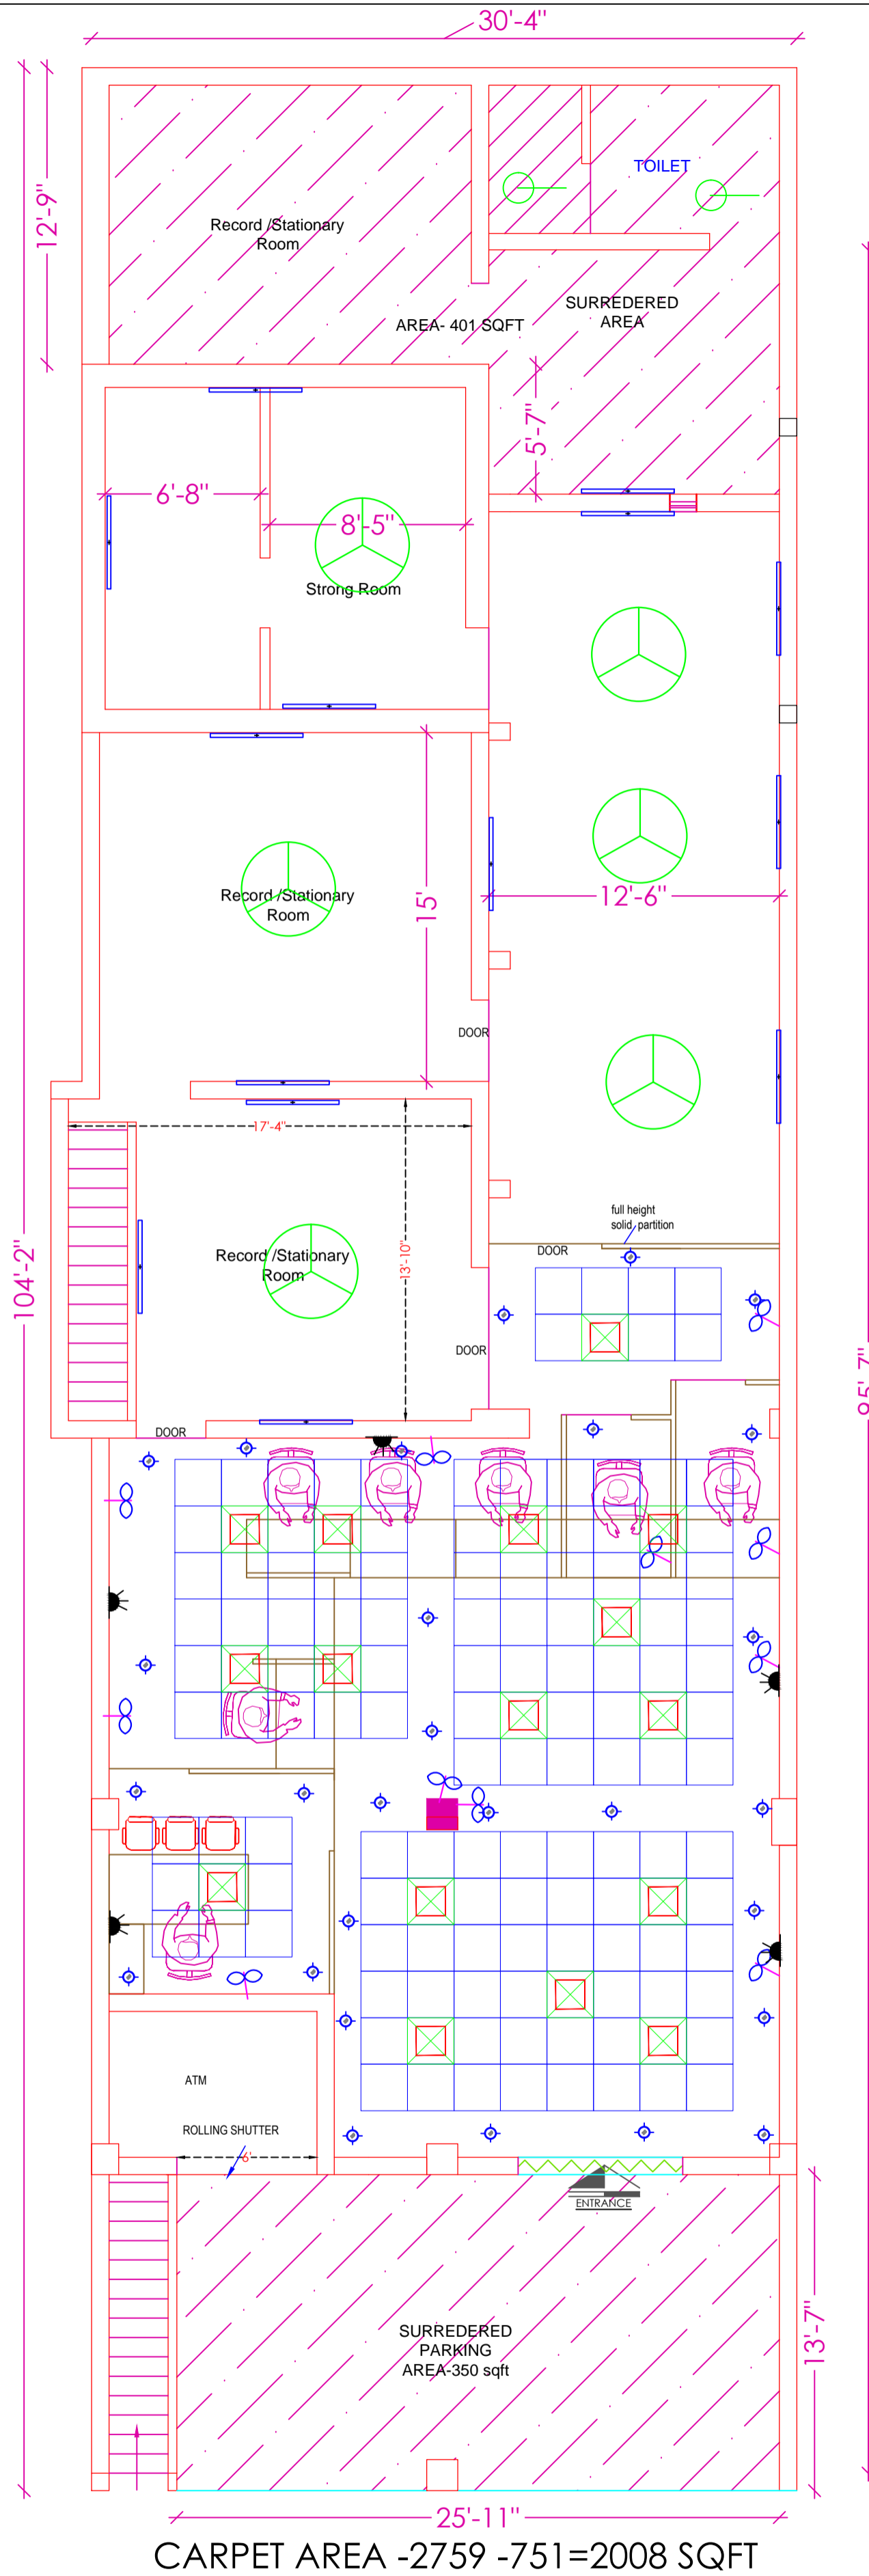 30'-4"
12'-9"
TOILET
Record /Stationary
Room
SURREDERED
AREA
AREA- 401 SQFT
5'-7"
6'-8"
8'-5"
Strong Room
12'-6"
Record /Stationary
Room
15'
DOOR
17'-4"
full height
solid partition
DOOR
104'-2"
Record /Stationary
Room
13'-10"
DOOR
85'-7"
DOOR
ATM
ROLLING SHUTTER
6'
ENTRANCE
SURREDERED
PARKING
AREA-350 sqft
13'-7"
25'-11"
CARPET AREA -2759 -751=2008 SQFT